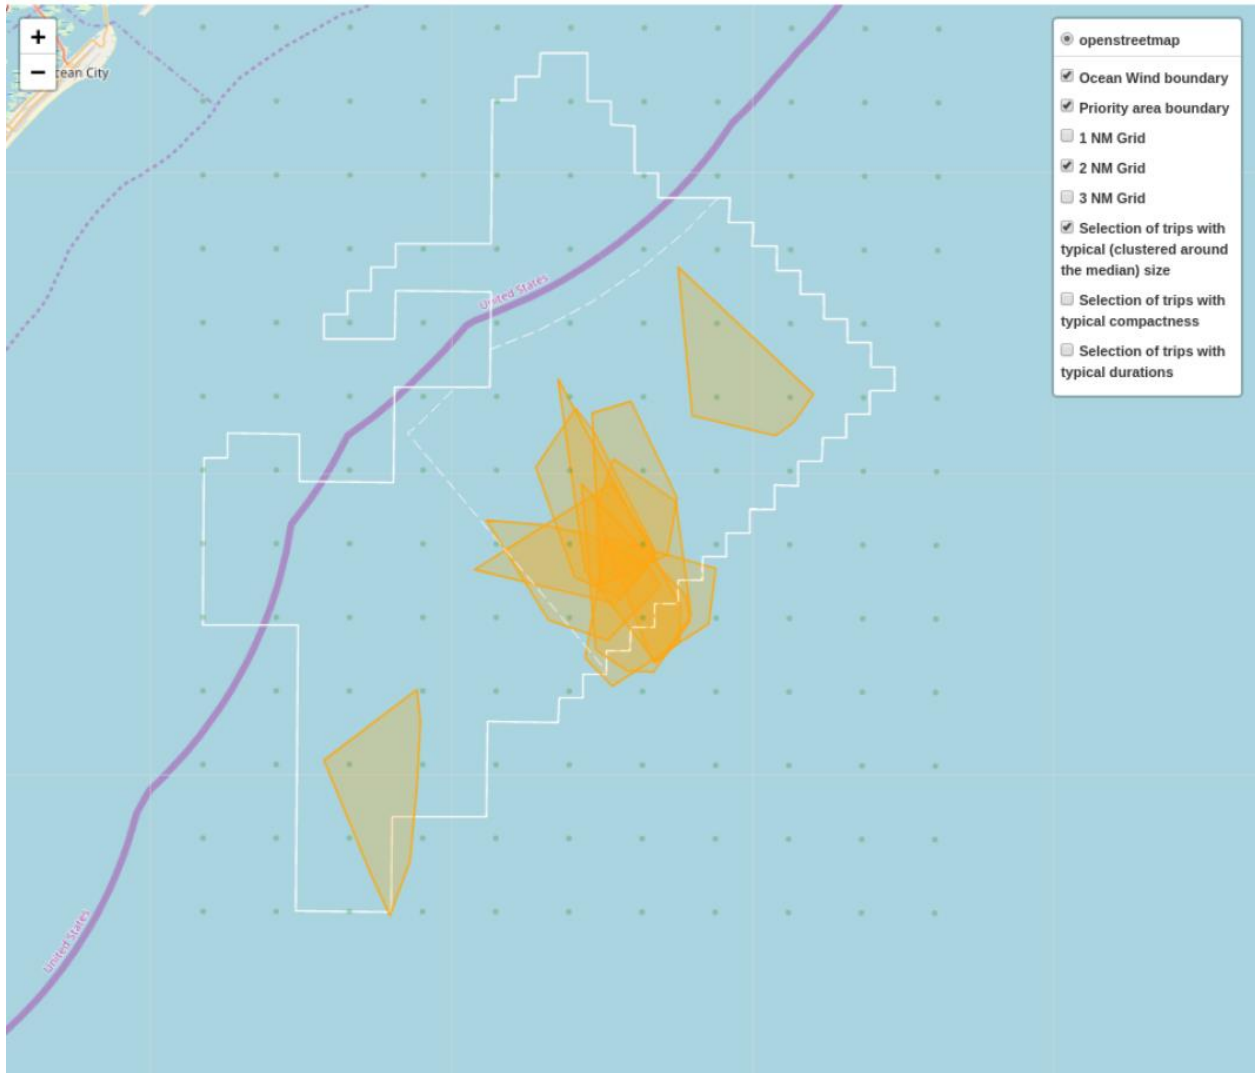 +
−
cean City
United States
United States
openstreetmap
Ocean Wind boundary
Priority area boundary
1 NM Grid
2 NM Grid
3 NM Grid
Selection of trips with
typical (clustered around
the median) size
Selection of trips with
typical compactness
Selection of trips with
typical durations